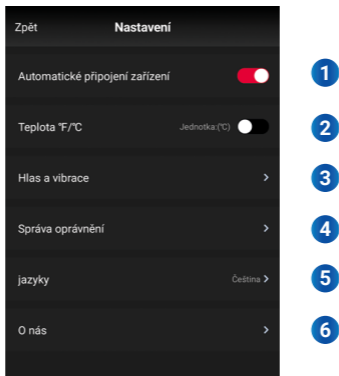 Zpět Nastavení
Automatické připojení zařízení 1
Teplota °F/°C Jednotka:(°C) 2
Hlas a vibrace > 3
Správa oprávnění > 4
jazyky Čeština > 5
O nás > 6